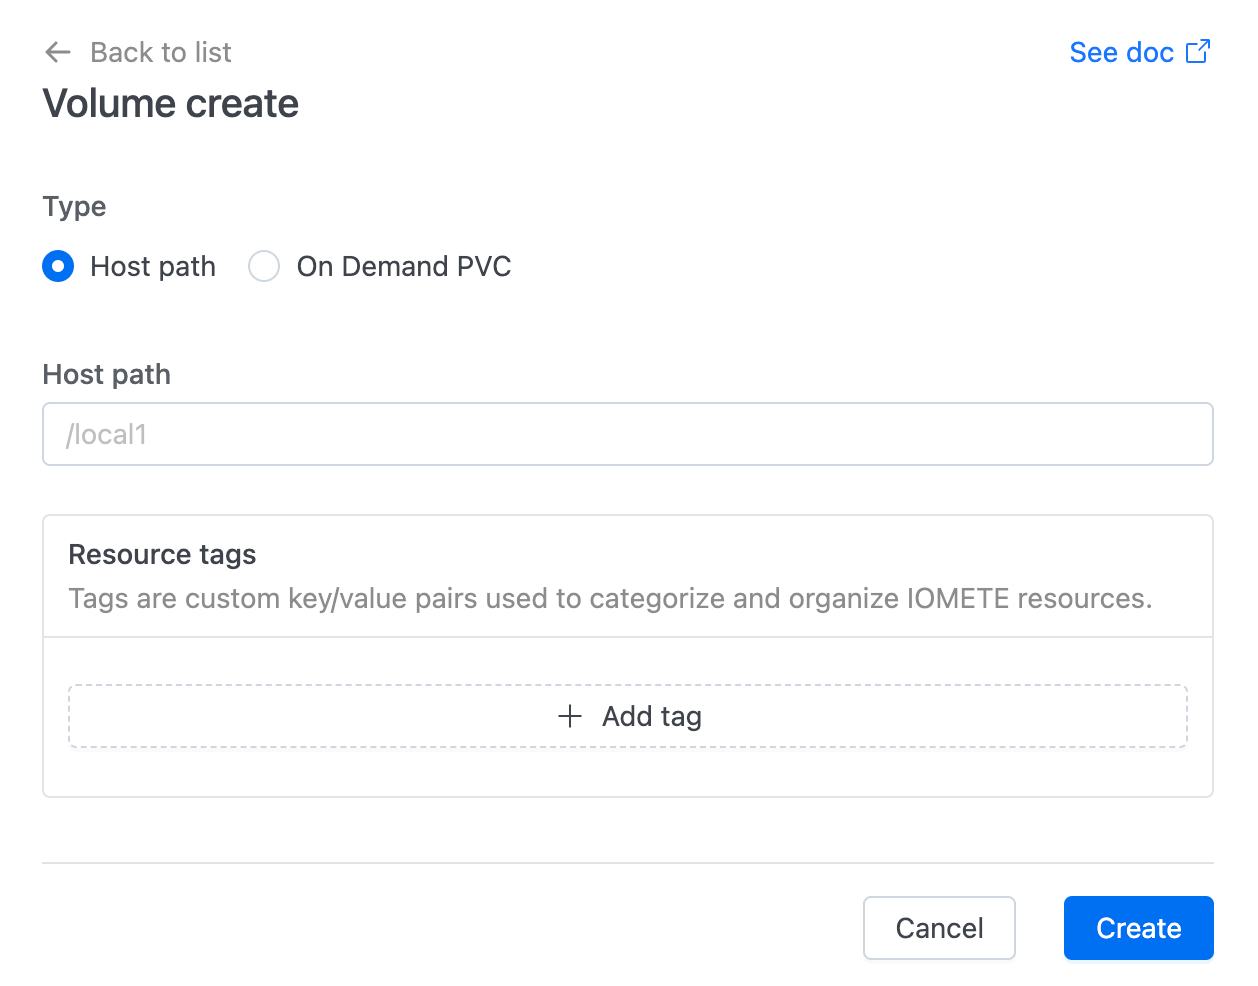 Back to list
See doc
Volume create
Type
Host path
On Demand PVC
Host path
/local1
Resource tags
Tags are custom key/value pairs used to categorize and organize IOMETE resources.
Add tag
Cancel
Create